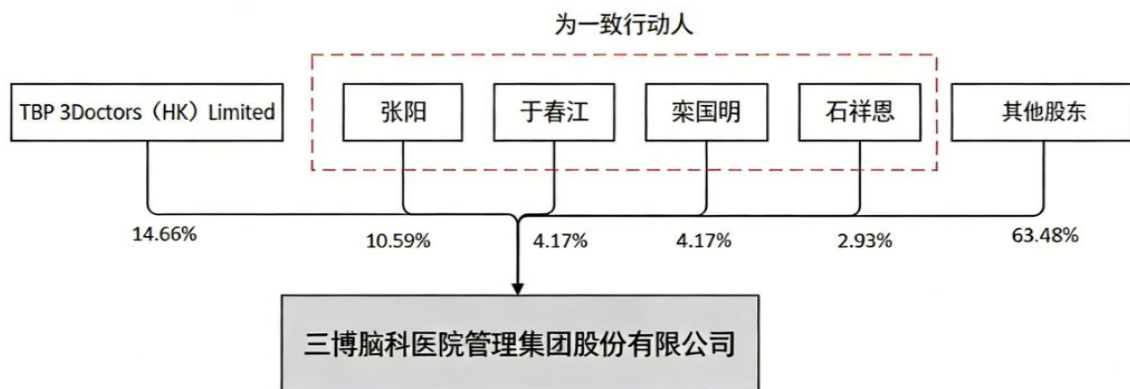 为一致行动人
TBP 3Doctors（HK）Limited
张阳
于春江
栾国明
石祥恩
其他股东
14.66%
10.59%
4.17%
4.17%
2.93%
63.48%
三博脑科医院管理集团股份有限公司